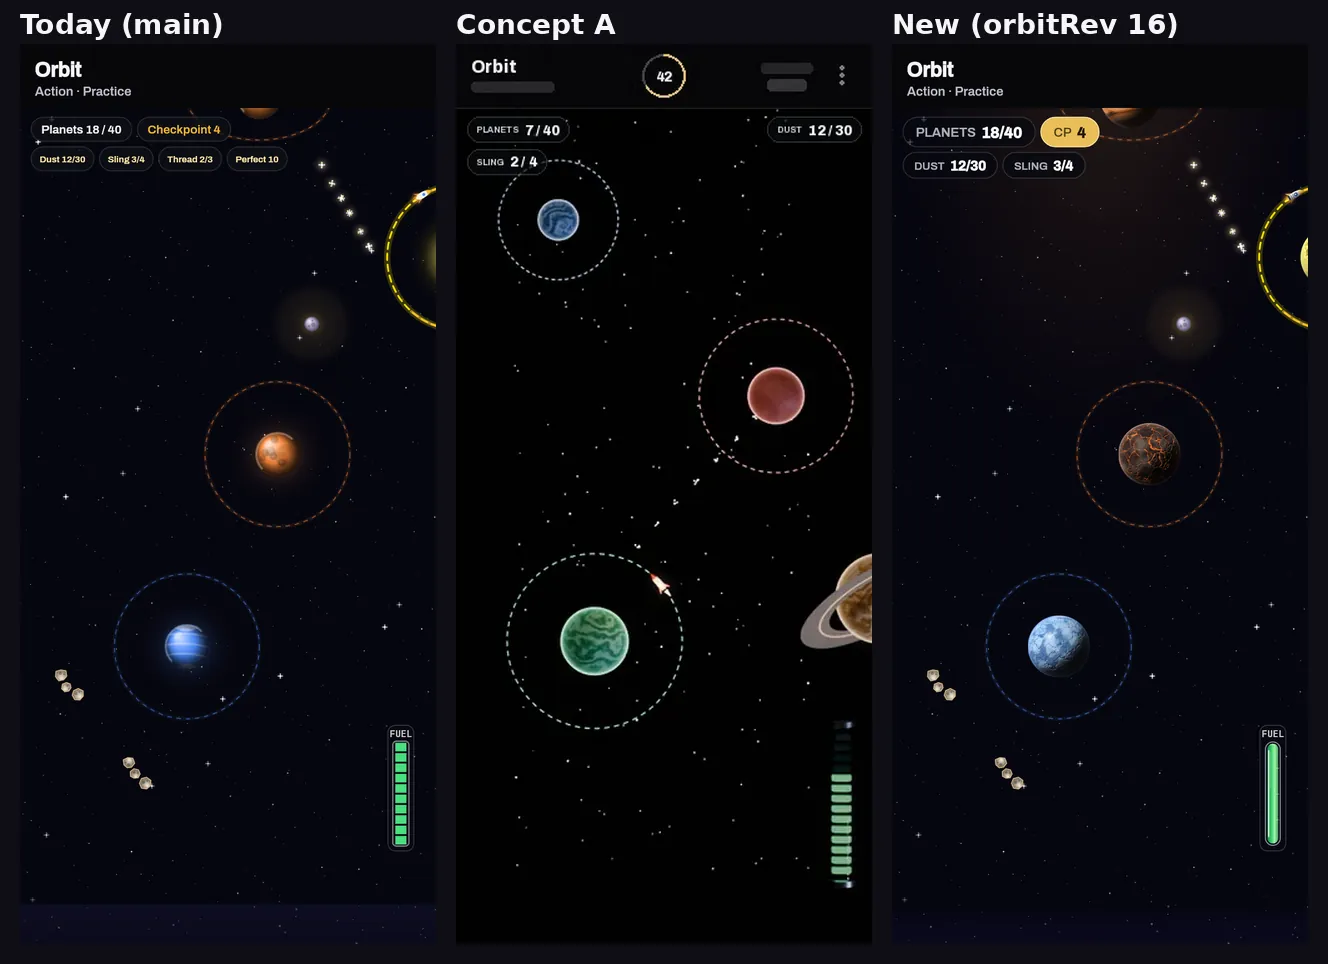 Today (main)
Orbit
Action · Practice
Planets 18 / 40
Checkpoint 4
Dust 12/30
Sling 3/4
Thread 2/3
Perfect 10
FUEL
Concept A
Orbit
42
PLANETS 7/40
DUST 12/30
SLING 2/4
New (orbitRev 16)
Orbit
Action · Practice
PLANETS 18/40
CP 4
DUST 12/30
SLING 3/4
FUEL